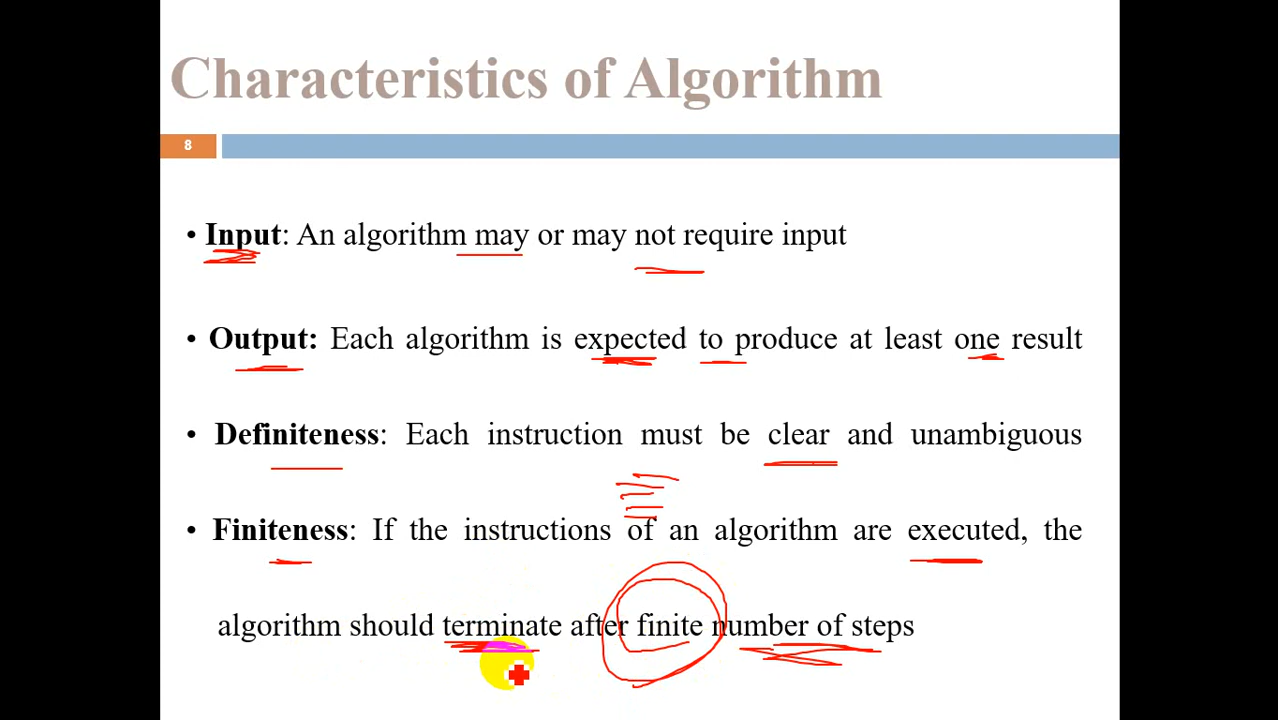 Characteristics of Algorithm
8
• Input: An algorithm may or may not require input
• Output: Each algorithm is expected to produce at least one result
• Definiteness: Each instruction must be clear and unambiguous
• Finiteness: If the instructions of an algorithm are executed, the
algorithm should terminate after finite number of steps